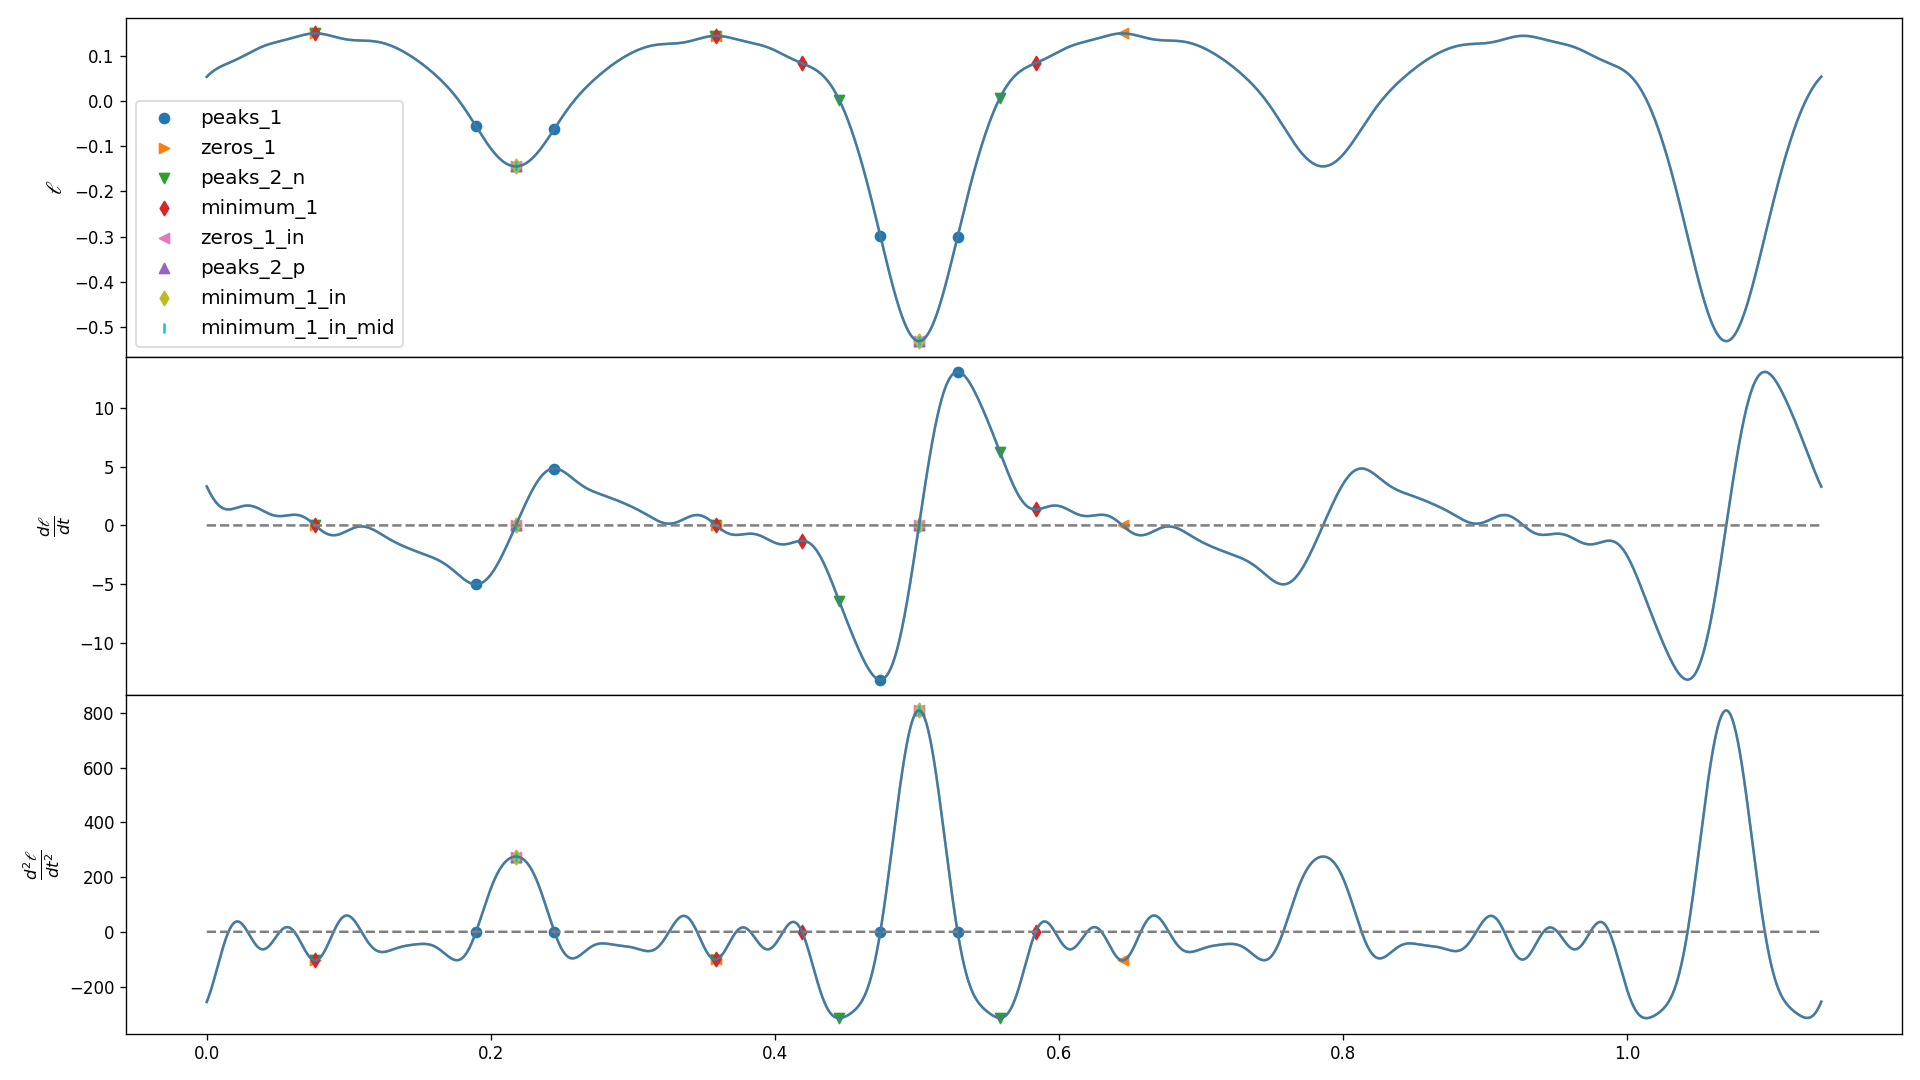 0.1
0.0
−0.1
−0.2
−0.3
−0.4
−0.5
ℓ
peaks_1
zeros_1
peaks_2_n
minimum_1
zeros_1_in
peaks_2_p
minimum_1_in
minimum_1_in_mid
10
5
0
−5
−10
dℓ
dt
800
600
400
200
0
−200
d²ℓ
dt²
0.0 0.2 0.4 0.6 0.8 1.0